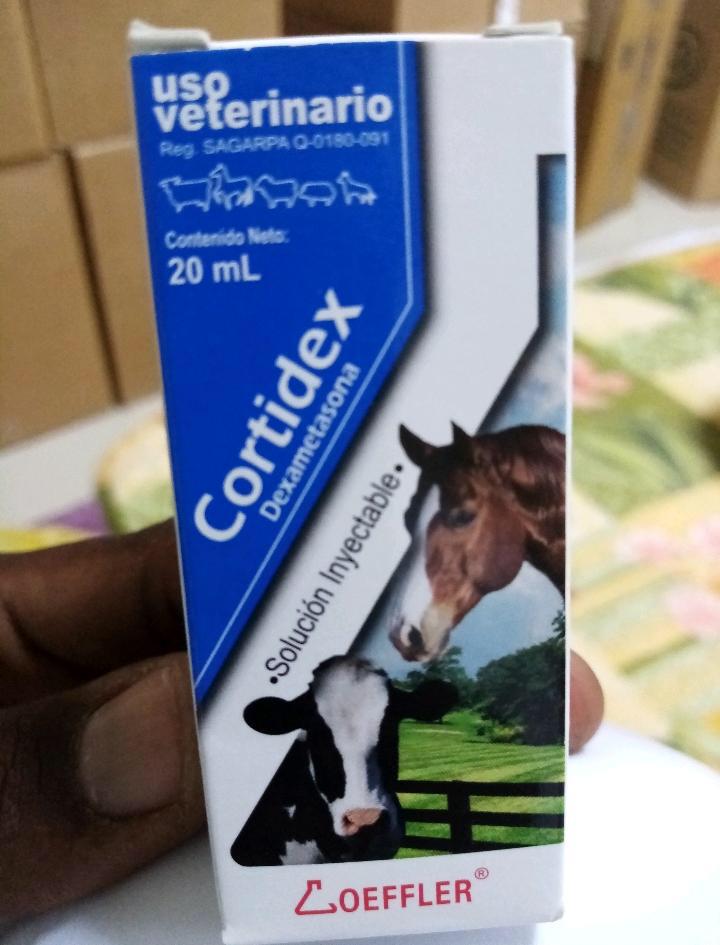 uso
veterinario
Reg. SAGARPA Q-0180-091
Contenido Neto:
20 mL
Cortidex
Dexametasona
•Solución Inyectable•
LOEFFLER®